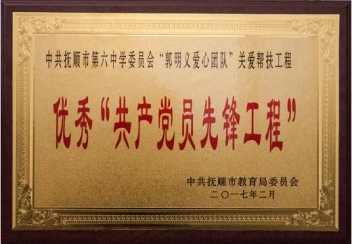 中共抚顺市第六中学委员会“郭明义爱心团队”关爱帮扶工程
优秀“共产党员先锋工程”
中共抚顺市教育局委员会
二〇一七年二月